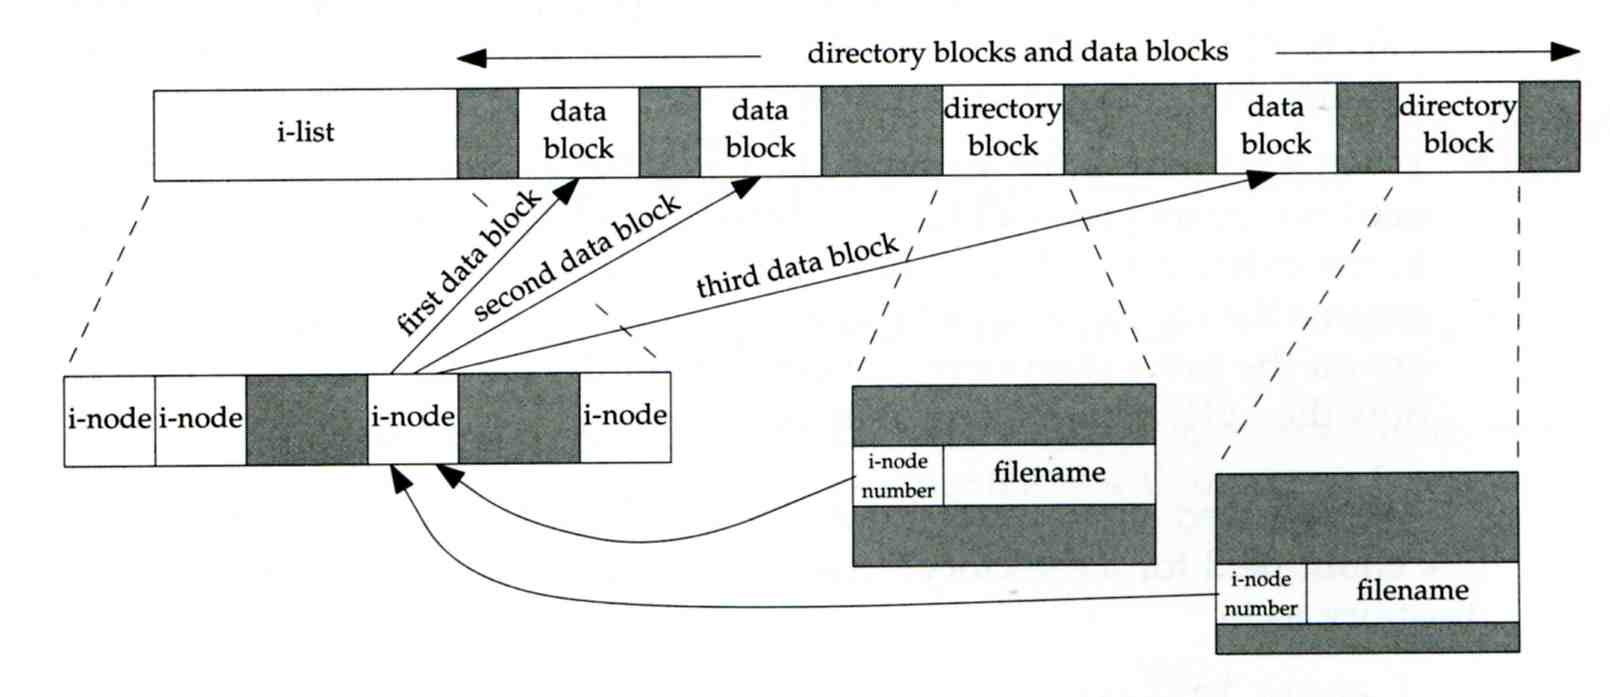 directory blocks and data blocks
i-list
data
block
data
block
directory
block
data
block
directory
block
first data block
second data block
third data block
i-node
i-node
i-node
i-node
i-node
number
filename
i-node
number
filename